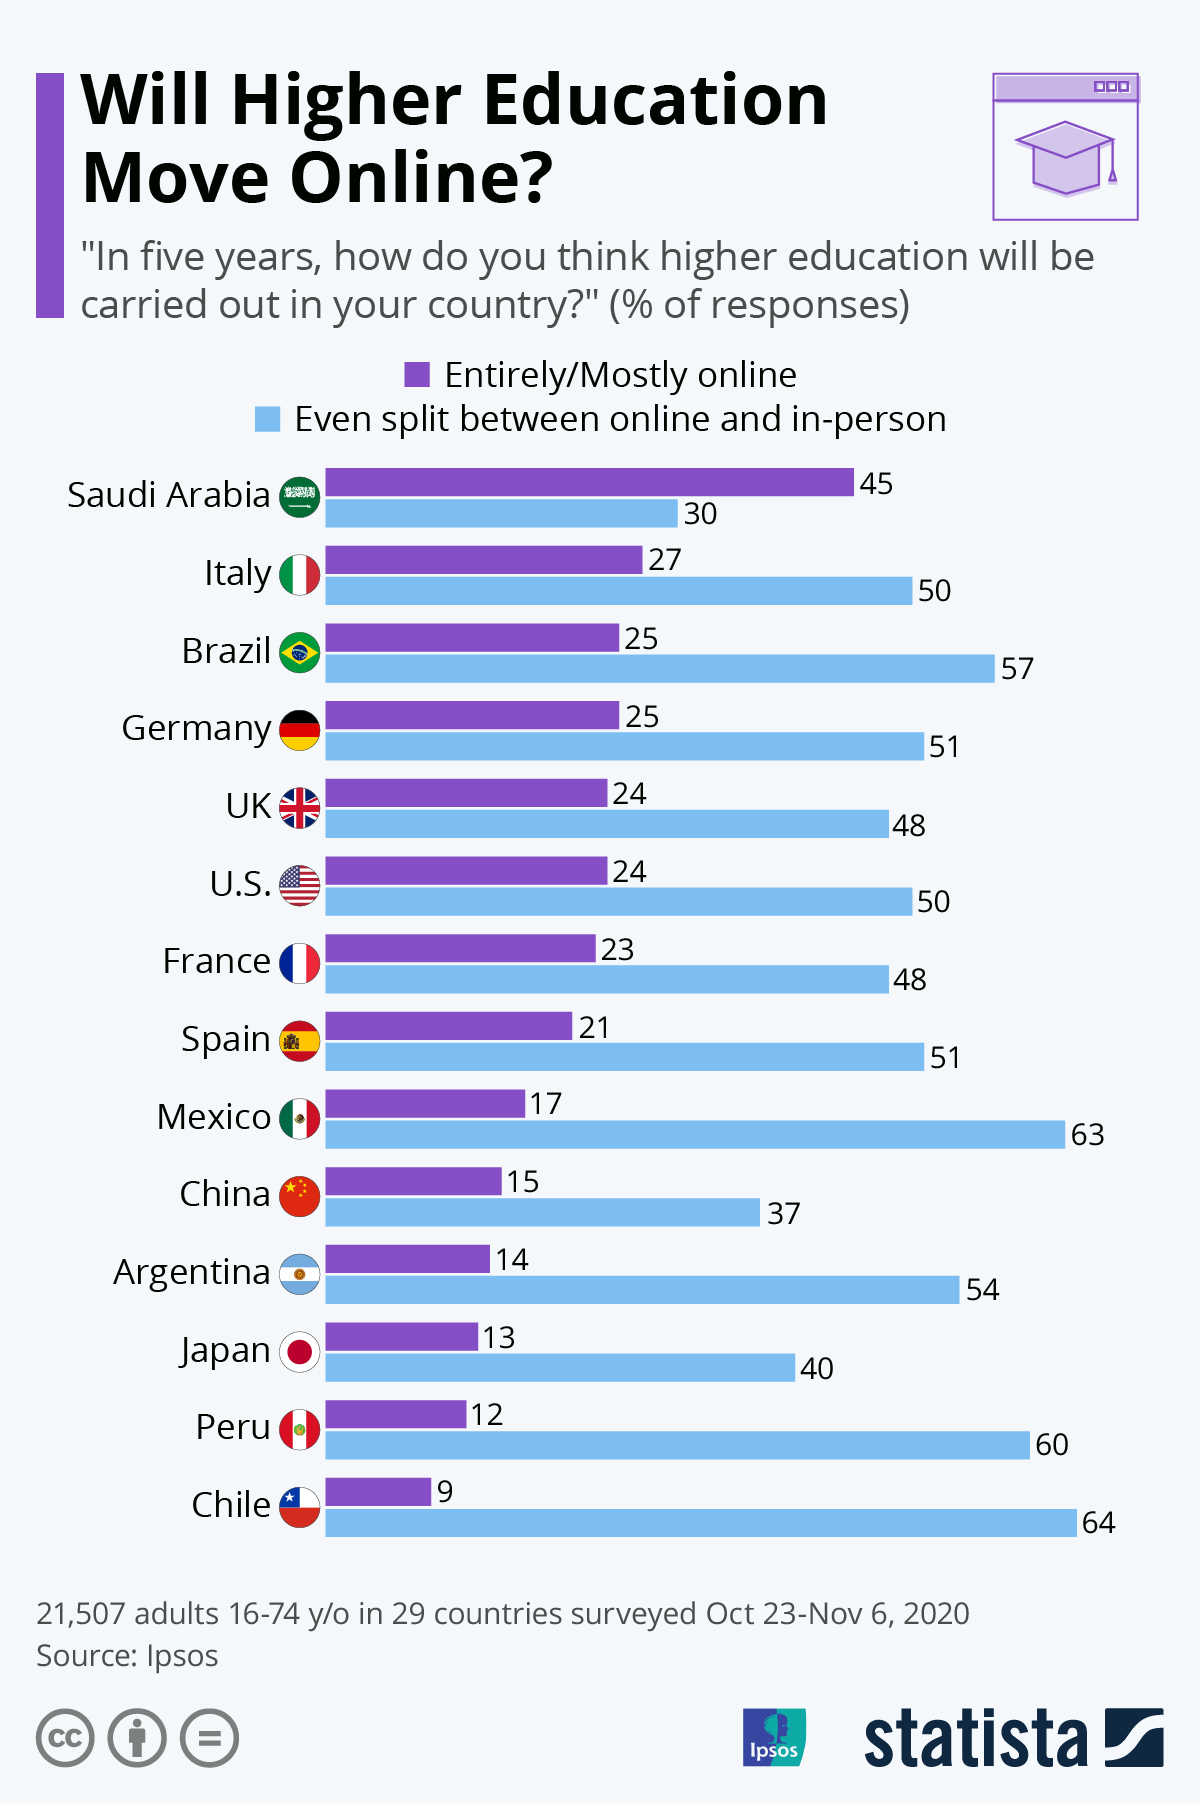 Will Higher Education
Move Online?
"In five years, how do you think higher education will be
carried out in your country?" (% of responses)
Entirely/Mostly online
Even split between online and in-person
Saudi Arabia 45
30
Italy 27
50
Brazil 25
57
Germany 25
51
UK 24
48
U.S. 24
50
France 23
48
Spain 21
51
Mexico 17
63
China 15
37
Argentina 14
54
Japan 13
40
Peru 12
60
Chile 9
64
21,507 adults 16-74 y/o in 29 countries surveyed Oct 23-Nov 6, 2020
Source: Ipsos
cc = Ipsos statista